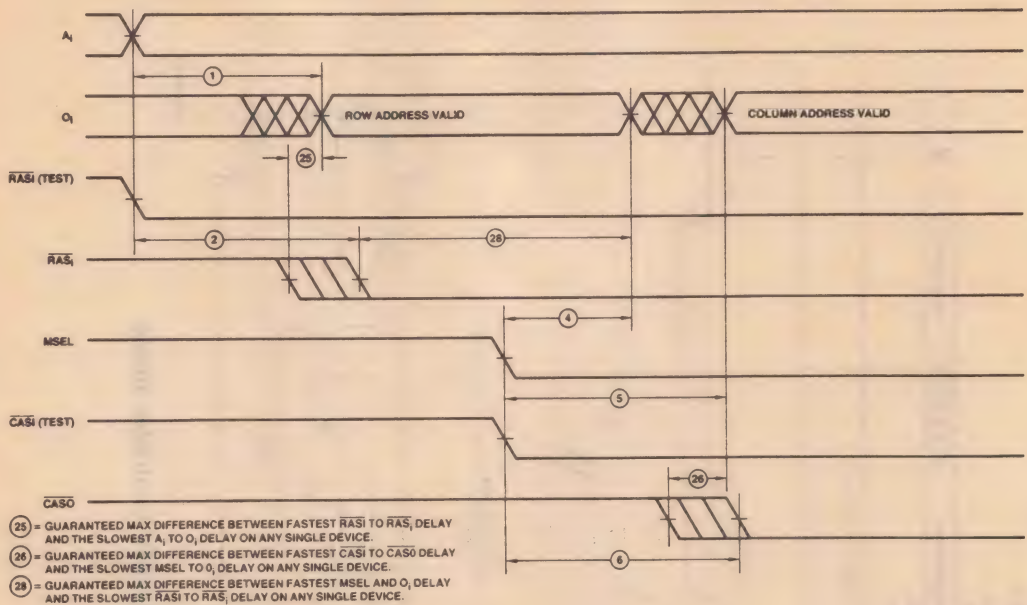 Ai
1
Oi
ROW ADDRESS VALID
COLUMN ADDRESS VALID
25
RASI (TEST)
2
28
RASi
4
MSEL
5
CASI (TEST)
26
CASO
6
25 = GUARANTEED MAX DIFFERENCE BETWEEN FASTEST RASI TO RASi DELAY
AND THE SLOWEST Ai TO Oi DELAY ON ANY SINGLE DEVICE.
26 = GUARANTEED MAX DIFFERENCE BETWEEN FASTEST CASI TO CASO DELAY
AND THE SLOWEST MSEL TO Oi DELAY ON ANY SINGLE DEVICE.
28 = GUARANTEED MAX DIFFERENCE BETWEEN FASTEST MSEL AND Oi DELAY
AND THE SLOWEST RASI TO RASi DELAY ON ANY SINGLE DEVICE.